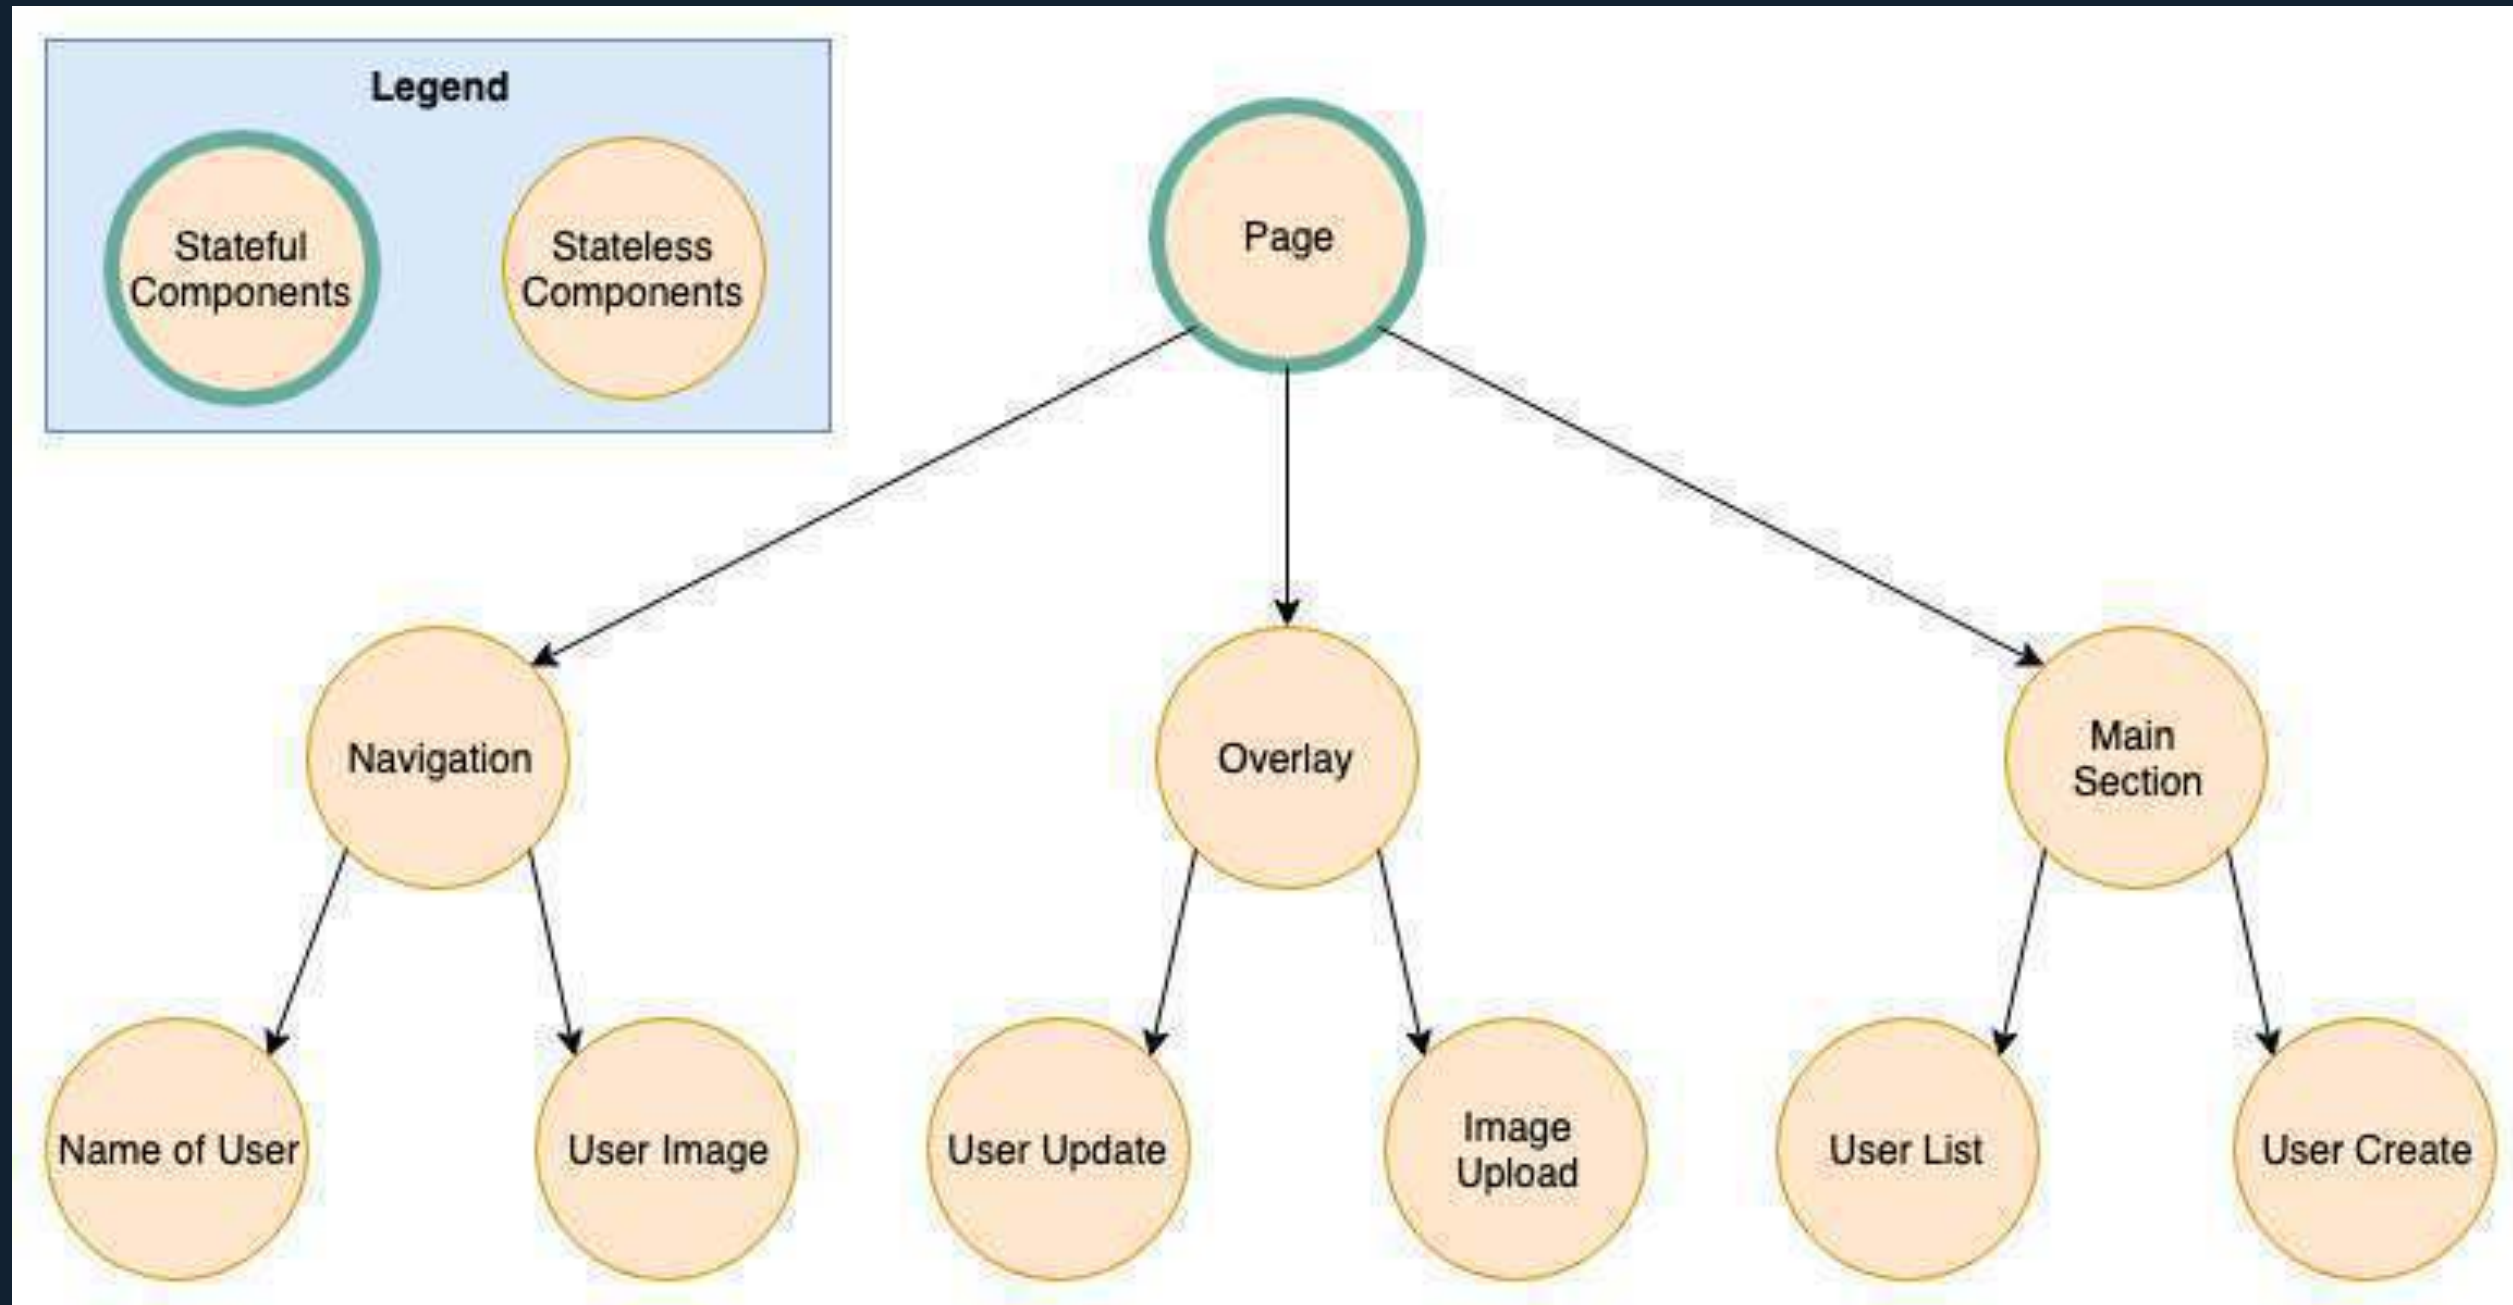 Legend
Stateful
Components
Stateless
Components
Page
Navigation
Overlay
Main
Section
Name of User
User Image
User Update
Image
Upload
User List
User Create